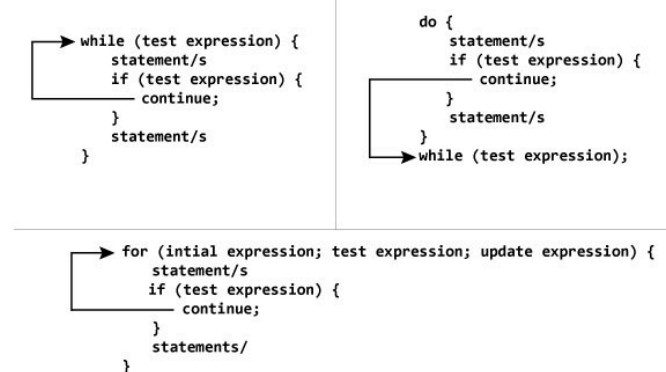 while (test expression) {
statement/s
if (test expression) {
continue;
}
statement/s
}
do {
statement/s
if (test expression) {
continue;
}
statement/s
}
while (test expression);
for (intial expression; test expression; update expression) {
statement/s
if (test expression) {
continue;
}
statements/
}